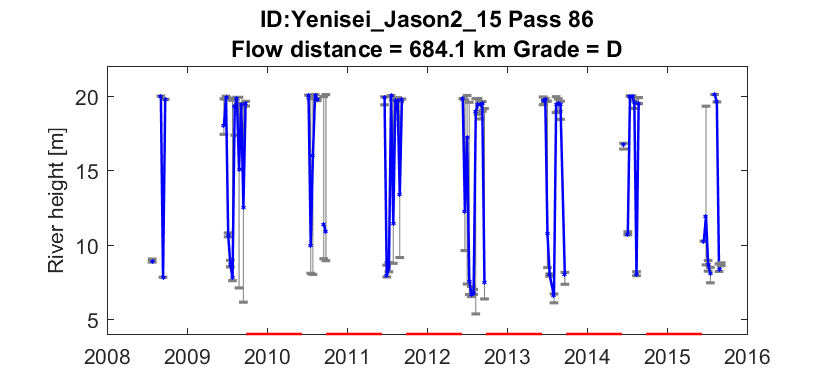 ID:Yenisei_Jason2_15 Pass 86
Flow distance = 684.1 km Grade = D
River height [m]
20
15
10
5
2008 2009 2010 2011 2012 2013 2014 2015 2016